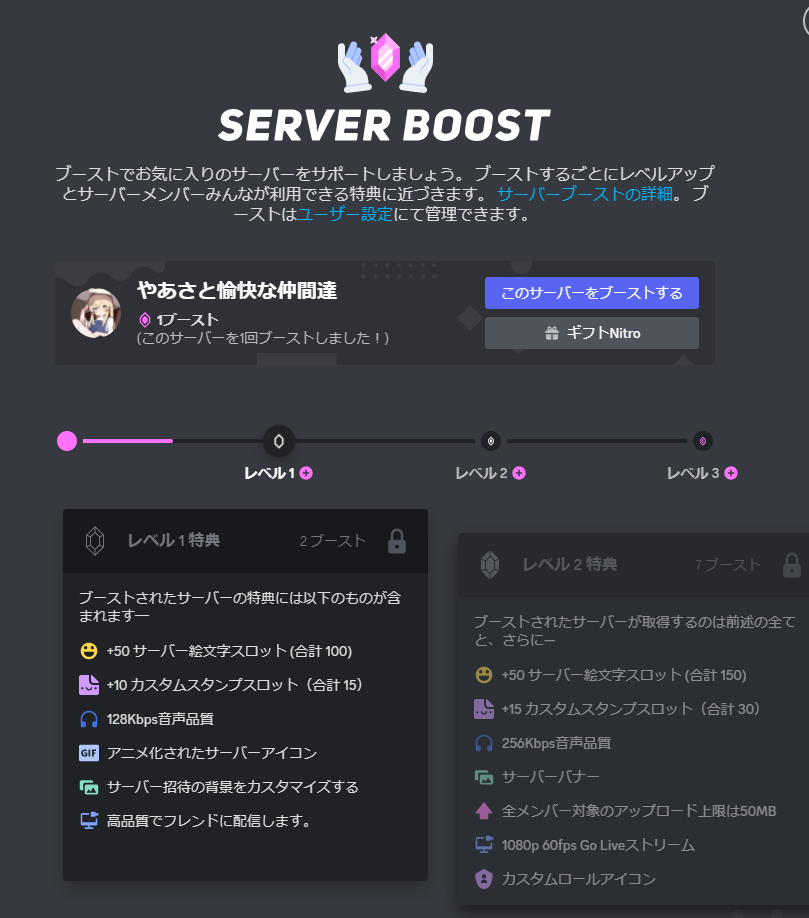 SERVER BOOST
ブーストでお気に入りのサーバーをサポートしましょう。 ブーストするごとにレベルアップ
とサーバーメンバーみんなが利用できる特典に近づきます。 サーバーブーストの詳細。 ブ
ーストはユーザー設定にて管理できます。
やあさと愉快な仲間達
1ブースト
(このサーバーを1回ブーストしました！)
このサーバーをブーストする
ギフトNitro
レベル 1
レベル 2
レベル 3
レベル 1 特典
2 ブースト
ブーストされたサーバーの特典には以下のものが含
まれます—
+50 サーバー絵文字スロット (合計 100)
+10 カスタムスタンプスロット（合計 15）
128Kbps音声品質
GIF
アニメ化されたサーバーアイコン
サーバー招待の背景をカスタマイズする
高品質でフレンドに配信します。
レベル 2 特典
7 ブースト
ブーストされたサーバーが取得するのは前述の全て
と、さらに—
+50 サーバー絵文字スロット (合計 150)
+15 カスタムスタンプスロット（合計 30）
256Kbps音声品質
サーバーバナー
全メンバー対象のアップロード上限は50MB
1080p 60fps Go Liveストリーム
カスタムロールアイコン